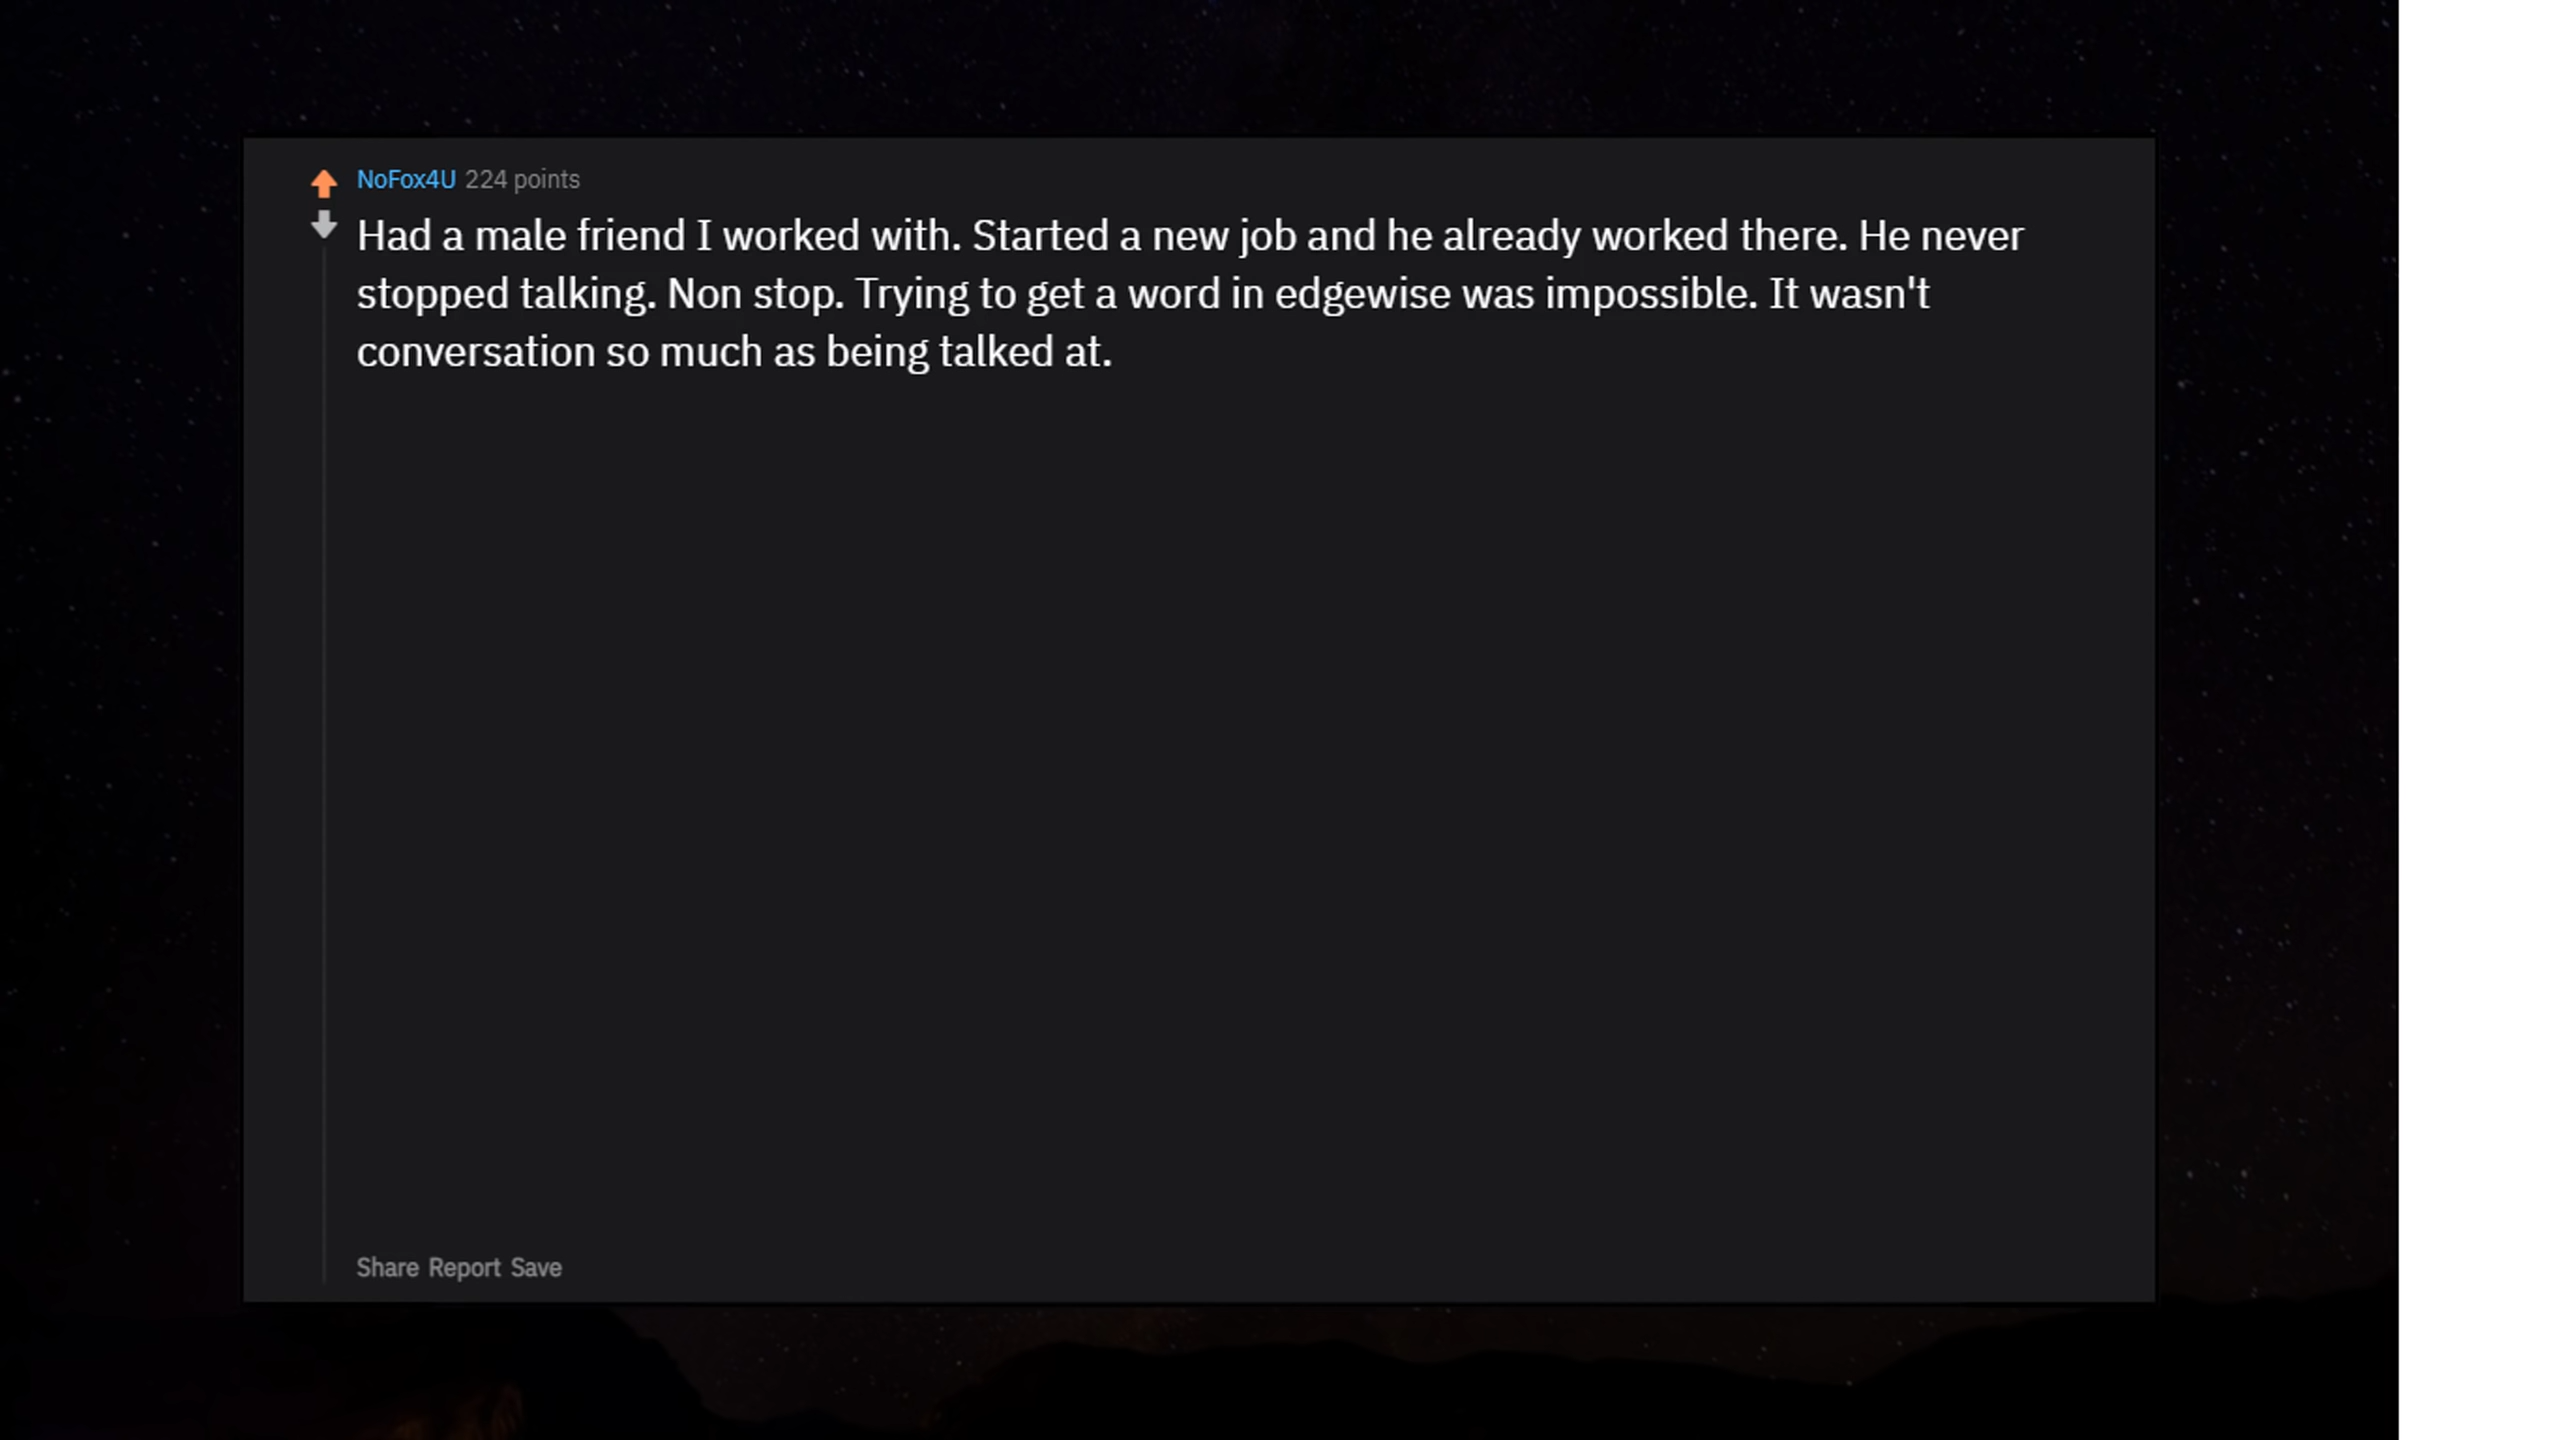 NoFox4U 224 points
Had a male friend I worked with. Started a new job and he already worked there. He never
stopped talking. Non stop. Trying to get a word in edgewise was impossible. It wasn't
conversation so much as being talked at.
Share Report Save